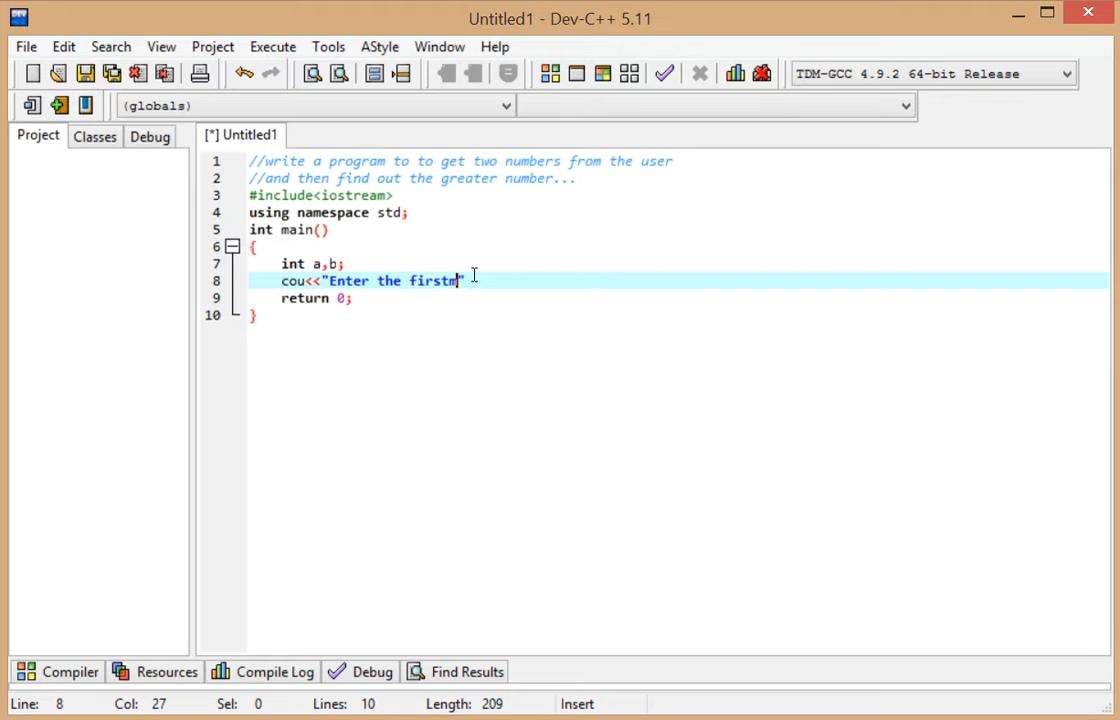 DEV Untitled1 - Dev-C++ 5.11
File Edit Search View Project Execute Tools AStyle Window Help
TDM-GCC 4.9.2 64-bit Release
(globals)
Project Classes Debug [*] Untitled1
1 //write a program to to get two numbers from the user
2 //and then find out the greater number...
3 #include<iostream>
4 using namespace std;
5 int main()
6 {
7 int a,b;
8 cou<<"Enter the firstm"
9 return 0;
10 }
Compiler Resources Compile Log Debug Find Results
Line: 8 Col: 27 Sel: 0 Lines: 10 Length: 209 Insert